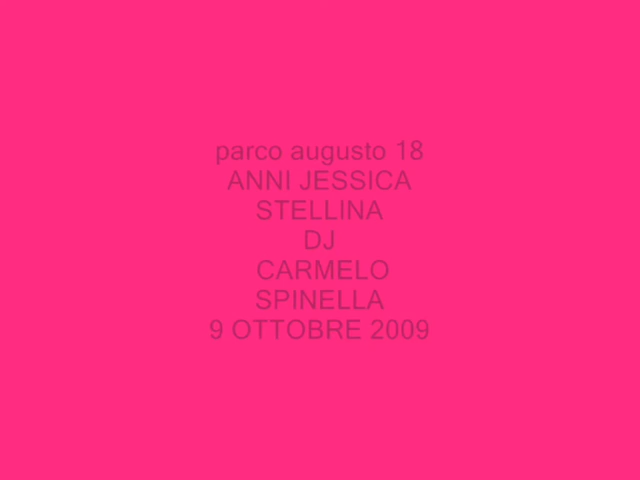 parco augusto 18
ANNI JESSICA
STELLINA
DJ
CARMELO
SPINELLA
9 OTTOBRE 2009